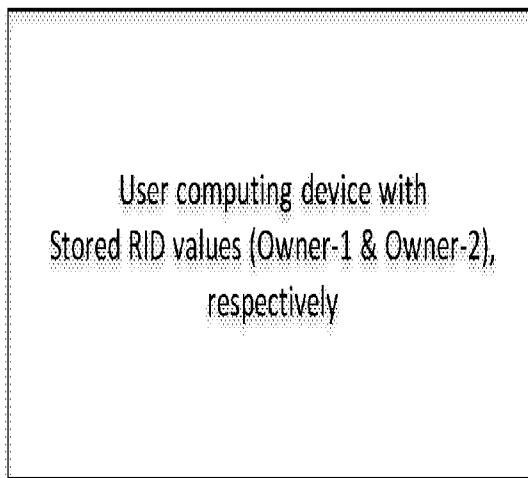 User computing device with
Stored RID values (Owner-1 & Owner-2),
respectively